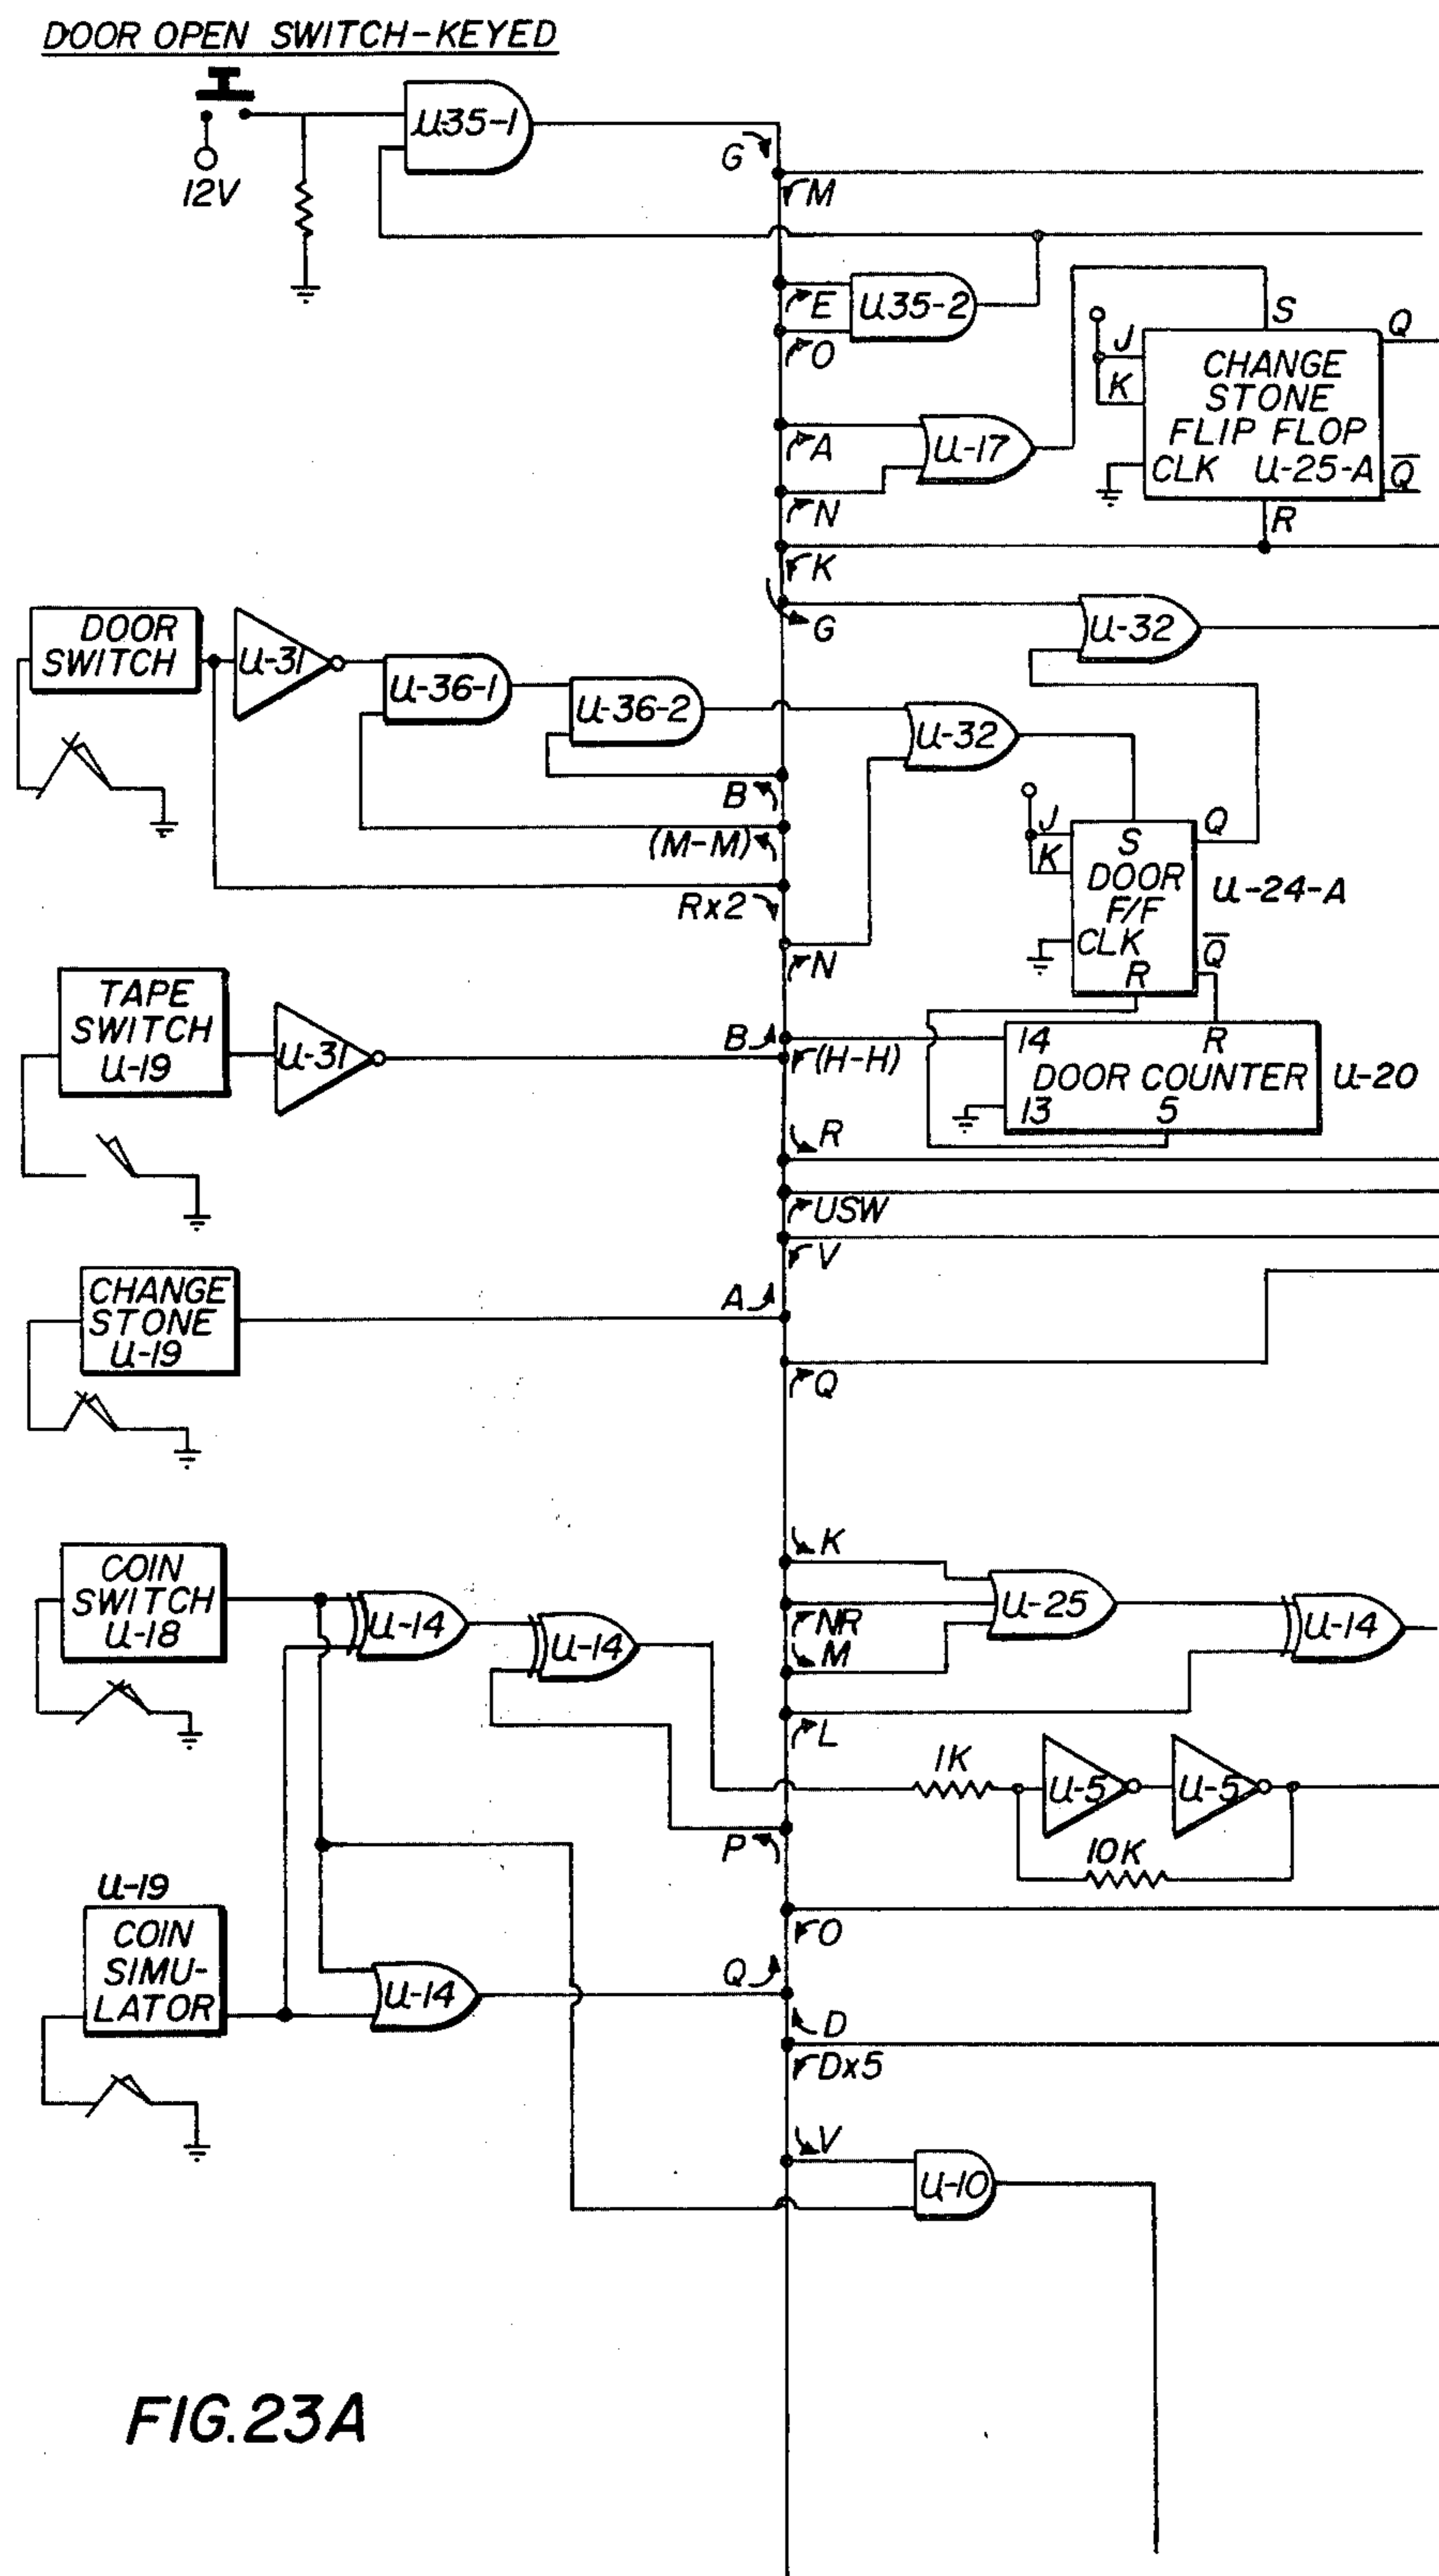 DOOR OPEN SWITCH-KEYED
12V
U35-1
G
M
E
U35-2
O
A
U-17
N
S
J
K
Q
CHANGE
STONE
FLIP FLOP
CLK U-25-A
Q̅
R
K
G
U-32
DOOR
SWITCH
U-31
U-36-1
U-36-2
U-32
B
(M-M)
Rx2
N
J
K
S
Q
DOOR
F/F
U-24-A
CLK
Q̅
R
TAPE
SWITCH
U-19
U-31
B
(H-H)
14
R
DOOR COUNTER
U-20
13
5
R
USW
V
CHANGE
STONE
U-19
A
Q
COIN
SWITCH
U-18
U-14
U-14
K
NR
M
U-25
U-14
L
1K
U-5
U-5
10K
P
U-19
COIN
SIMU-
LATOR
U-14
O
Q
D
Dx5
V
U-10
FIG.23A